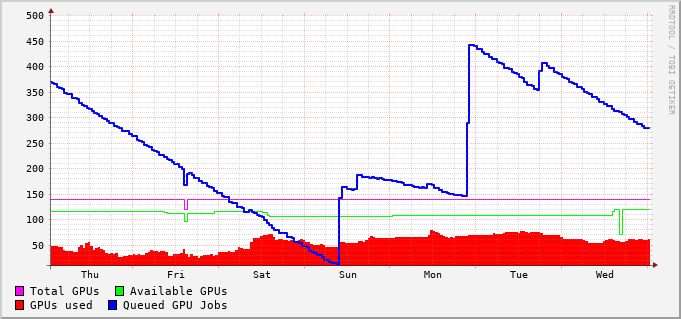 500
450
400
350
300
250
200
150
100
50
Thu Fri Sat Sun Mon Tue Wed
Total GPUs Available GPUs
GPUs used Queued GPU Jobs
RRDTOOL / TOBI OETIKER